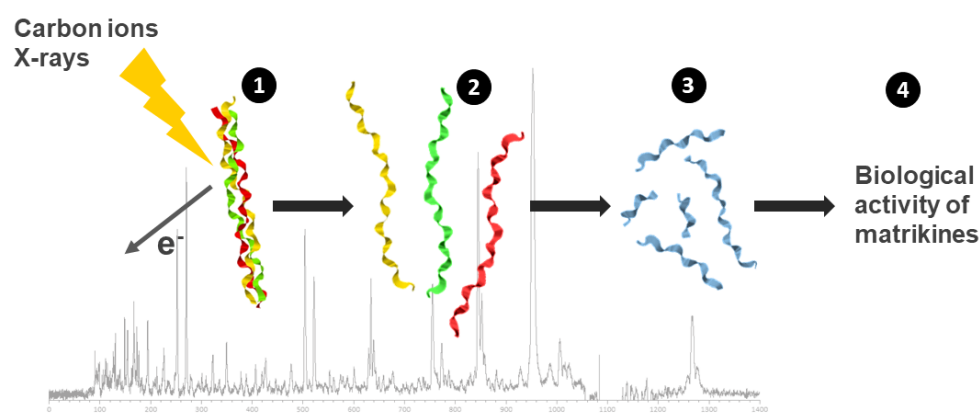 Carbon ions
X-rays
1
2
3
4
e-
Biological
activity of
matrikines
0 100 200 300 400 500 600 700 800 900 1000 1100 1200 1300 1400